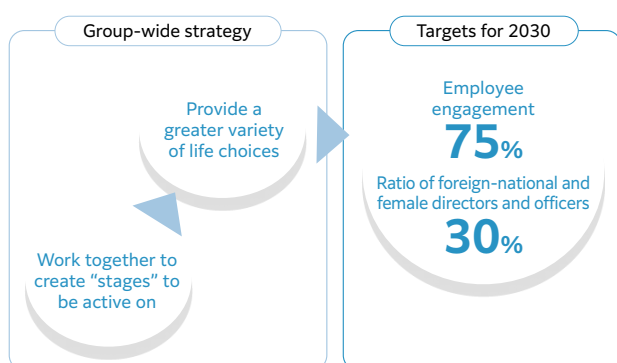 Group-wide strategy
Provide a
greater variety
of life choices
Work together to
create “stages” to
be active on
Targets for 2030
Employee
engagement
75%
Ratio of foreign-national and
female directors and officers
30%